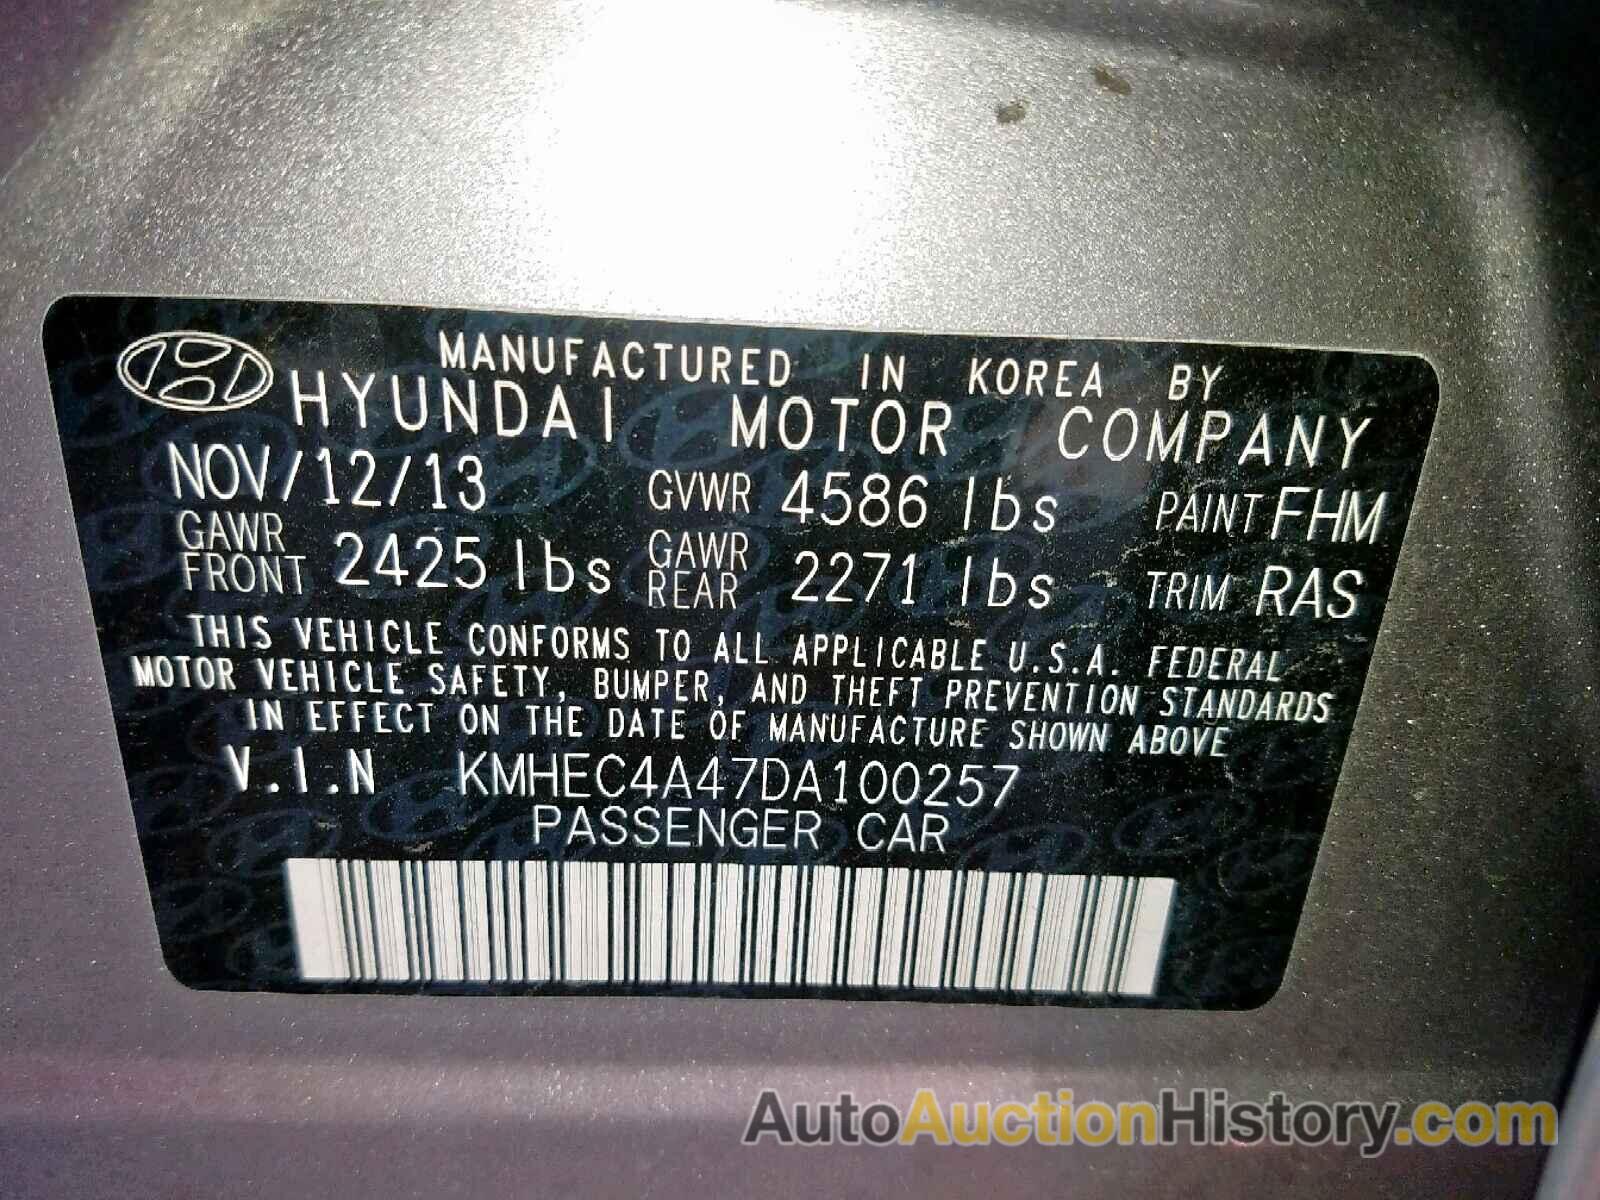 MANUFACTURED IN KOREA BY
HYUNDAI MOTOR COMPANY
NOV/12/13 GVWR 4586 lbs PAINT FHM
GAWR FRONT 2425 lbs GAWR REAR 2271 lbs TRIM RAS
THIS VEHICLE CONFORMS TO ALL APPLICABLE U.S.A. FEDERAL
MOTOR VEHICLE SAFETY, BUMPER, AND THEFT PREVENTION STANDARDS
IN EFFECT ON THE DATE OF MANUFACTURE SHOWN ABOVE
V.I.N KMHEC4A47DA100257
PASSENGER CAR
AutoAuctionHistory.com